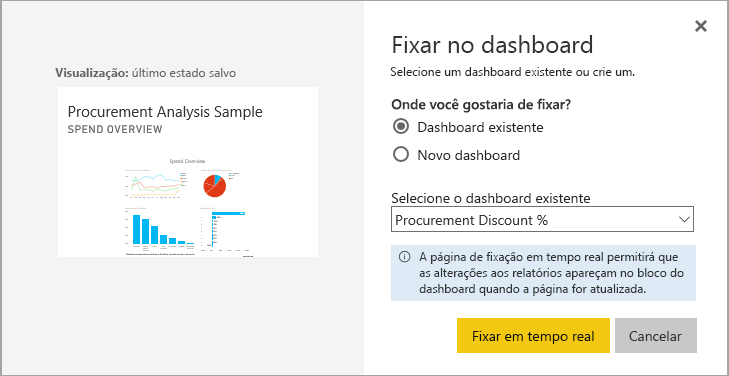 Visualização: último estado salvo
Procurement Analysis Sample
SPEND OVERVIEW
Spend Overview
Fixar no dashboard
Selecione um dashboard existente ou crie um.
Onde você gostaria de fixar?
Dashboard existente
Novo dashboard
Selecione o dashboard existente
Procurement Discount %
A página de fixação em tempo real permitirá que
as alterações aos relatórios apareçam no bloco do
dashboard quando a página for atualizada.
Fixar em tempo real
Cancelar